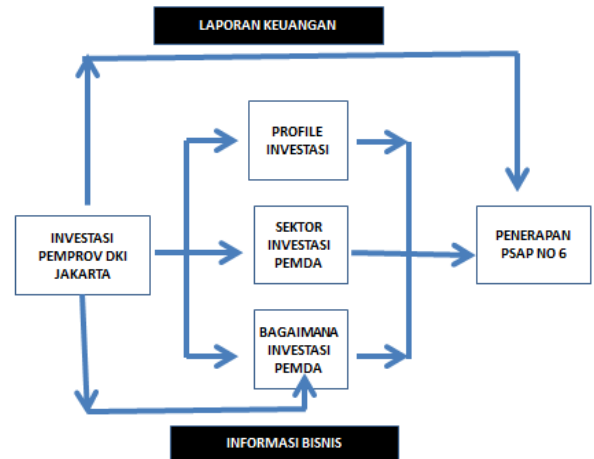 LAPORAN KEUANGAN
PROFILE
INVESTASI
INVESTASI
PEMPROV DKI
JAKARTA
SEKTOR
INVESTASI
PEMDA
PENERAPAN
PSAP NO 6
BAGAIMANA
INVESTASI
PEMDA
INFORMASI BISNIS